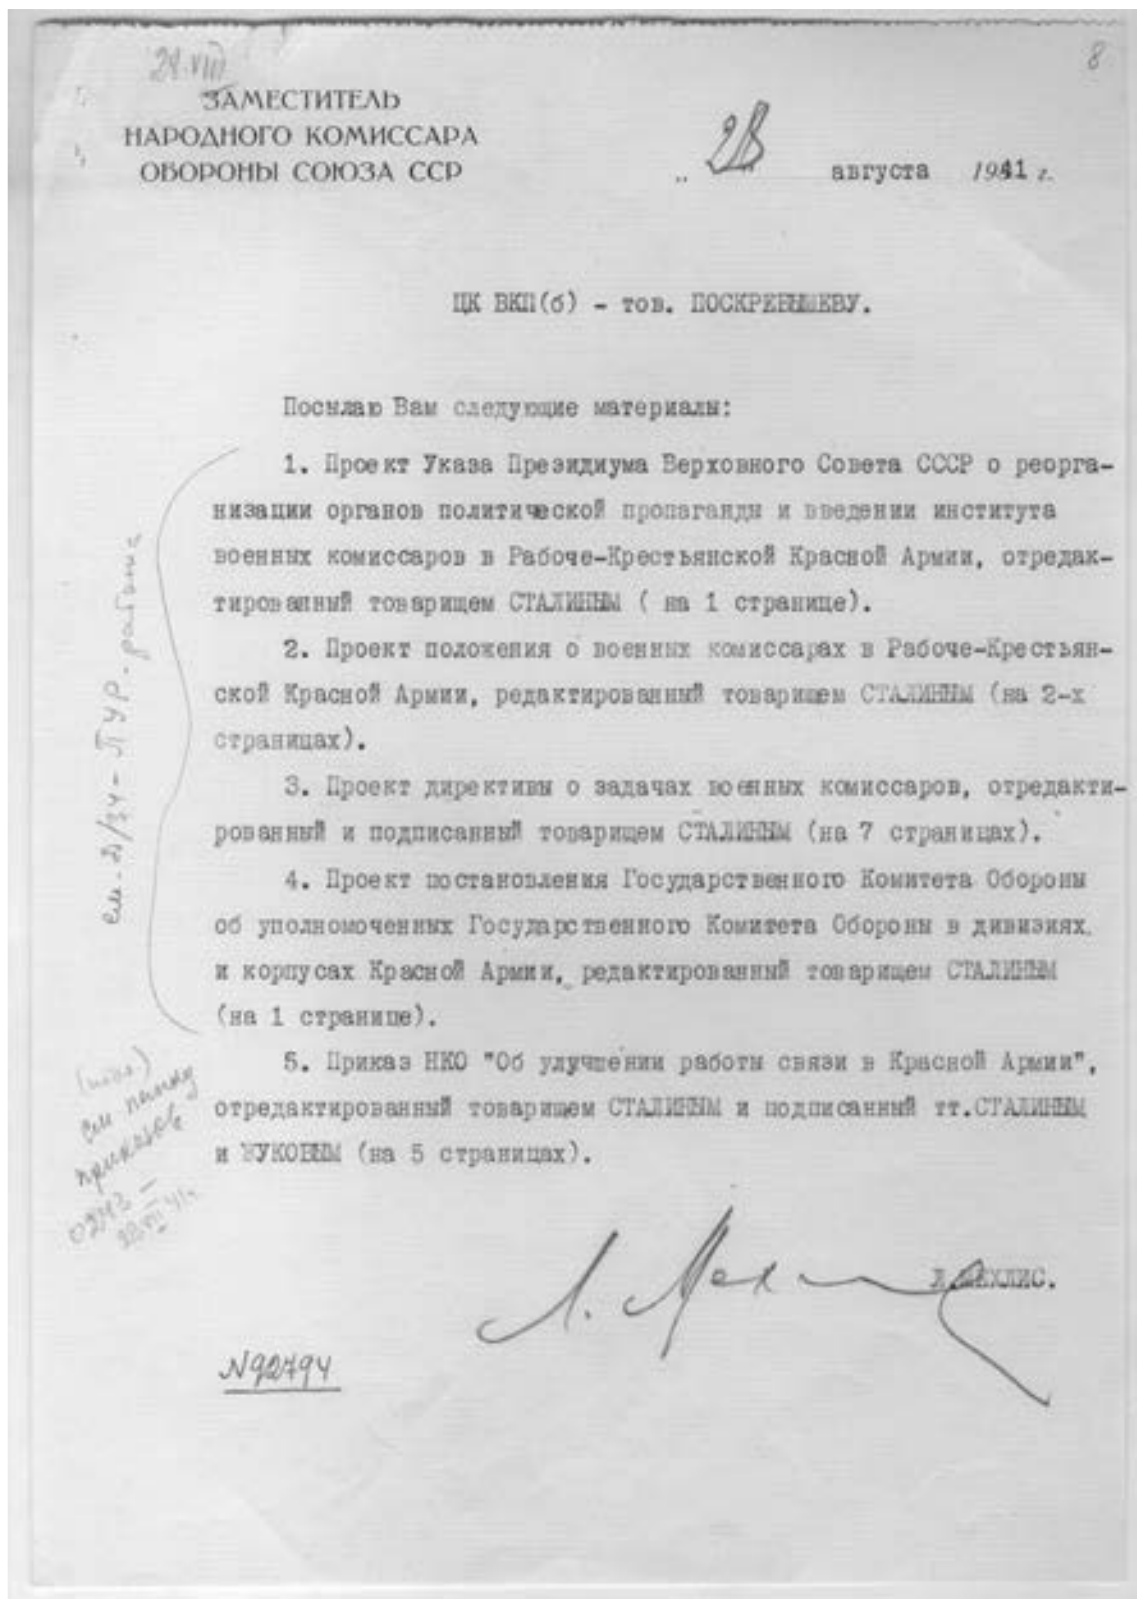 8
ЗАМЕСТИТЕЛЬ
НАРОДНОГО КОМИССАРА
ОБОРОНЫ СОЮЗА ССР
„ 28 августа 1941 г.
ЦК ВКП(б) - тов. ПОСКРЕБЫШЕВУ.
Посылаю Вам следующие материалы:
1. Проект Указа Президиума Верховного Совета СССР о реорга-
низации органов политической пропаганды и введении института
военных комиссаров в Рабоче-Крестьянской Красной Армии, отредак-
тированный товарищем СТАЛИНЫМ ( на 1 странице).
2. Проект положения о военных комиссарах в Рабоче-Крестьян-
ской Красной Армии, редактированный товарищем СТАЛИНЫМ (на 2-х
страницах).
3. Проект директивы о задачах военных комиссаров, отредакти-
рованный и подписанный товарищем СТАЛИНЫМ (на 7 страницах).
4. Проект постановления Государственного Комитета Обороны
об уполномоченных Государственного Комитета Обороны в дивизиях
и корпусах Красной Армии, редактированный товарищем СТАЛИНЫМ
(на 1 странице).
5. Приказ НКО "Об улучшении работы связи в Красной Армии",
отредактированный товарищем СТАЛИНЫМ и подписанный тт.СТАЛИНЫМ
и ЖУКОВЫМ (на 5 страницах).
см. папку
приказов
0243
Л. Мехлис
Л.МЕХЛИС.
N92794